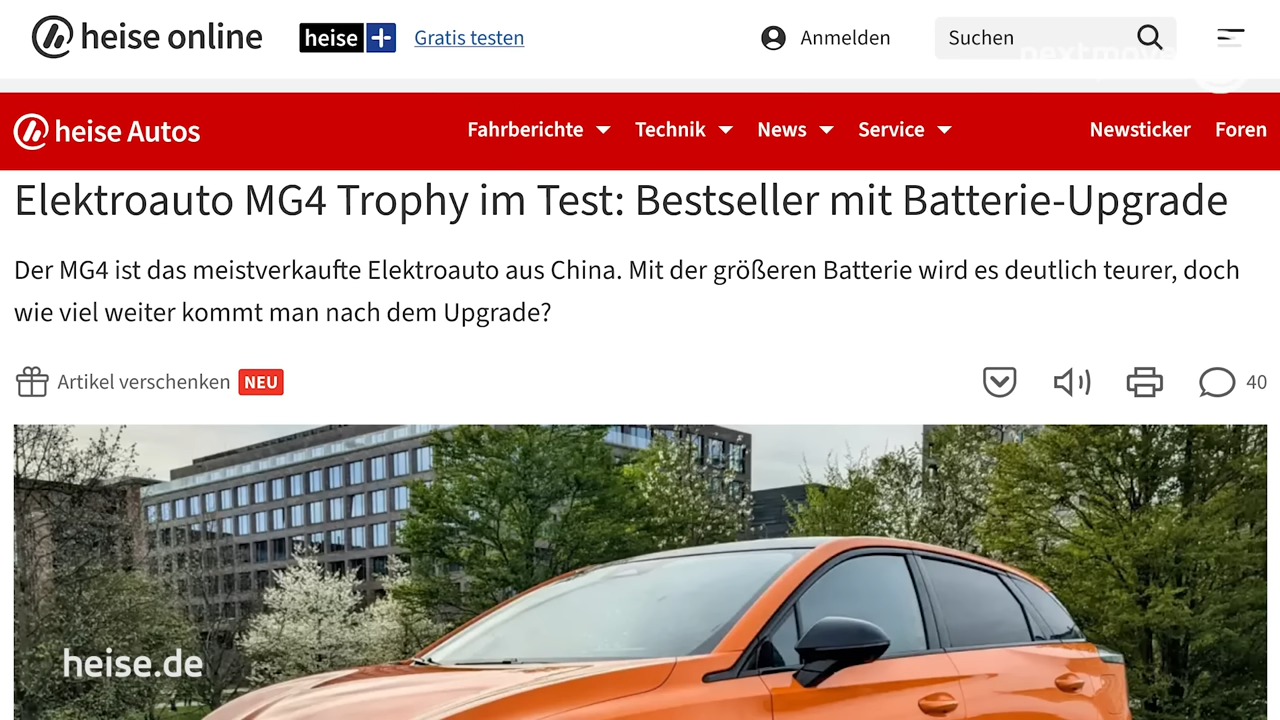 heise online
heise + Gratis testen
Anmelden
Suchen
nextmove
heise Autos
Fahrberichte Technik News Service Newsticker Foren
Elektroauto MG4 Trophy im Test: Bestseller mit Batterie-Upgrade
Der MG4 ist das meistverkaufte Elektroauto aus China. Mit der größeren Batterie wird es deutlich teurer, doch
wie viel weiter kommt man nach dem Upgrade?
Artikel verschenken NEU
40
heise.de